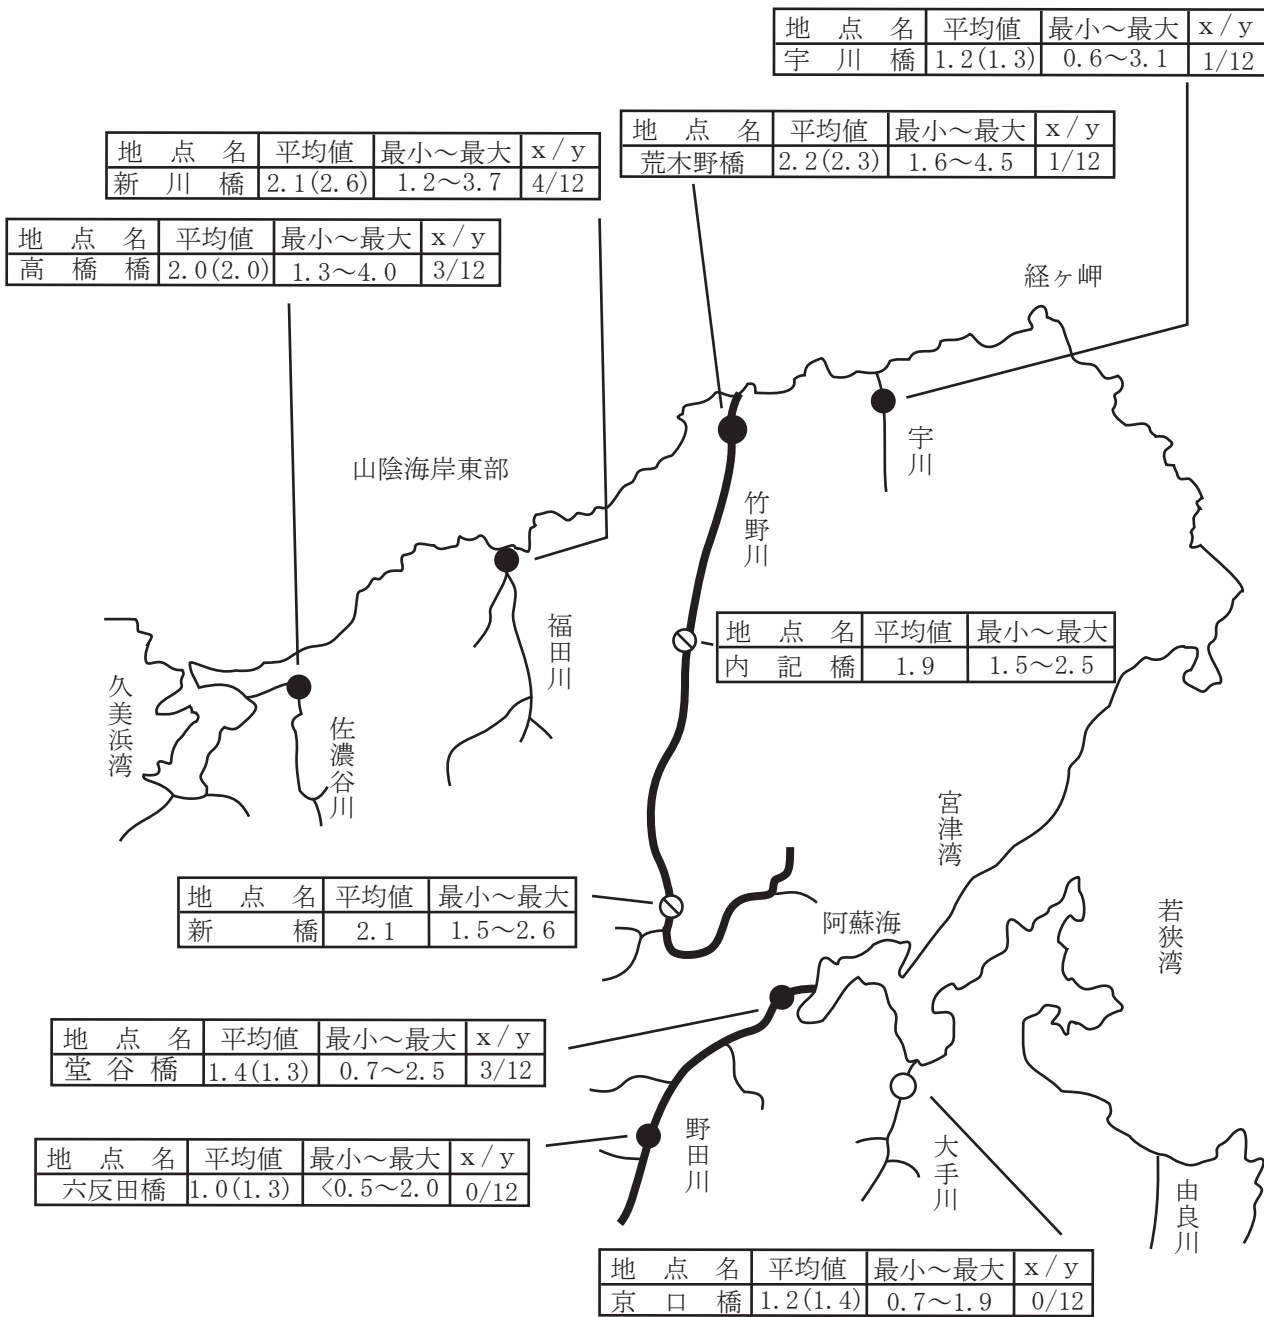 地点名 平均値 最小～最大 x/y
宇川橋 1.2(1.3) 0.6～3.1 1/12
地点名 平均値 最小～最大 x/y
荒木野橋 2.2(2.3) 1.6～4.5 1/12
地点名 平均値 最小～最大 x/y
新川橋 2.1(2.6) 1.2～3.7 4/12
地点名 平均値 最小～最大 x/y
高橋橋 2.0(2.0) 1.3～4.0 3/12
経ヶ岬
山陰海岸東部
宇川
竹野川
福田川
地点名 平均値 最小～最大
内記橋 1.9 1.5～2.5
久美浜湾
佐濃谷川
宮津湾
地点名 平均値 最小～最大
新橋 2.1 1.5～2.6
阿蘇海
若狭湾
地点名 平均値 最小～最大 x/y
堂谷橋 1.4(1.3) 0.7～2.5 3/12
野田川
大手川
地点名 平均値 最小～最大 x/y
六反田橋 1.0(1.3) <0.5～2.0 0/12
由良川
地点名 平均値 最小～最大 x/y
京口橋 1.2(1.4) 0.7～1.9 0/12